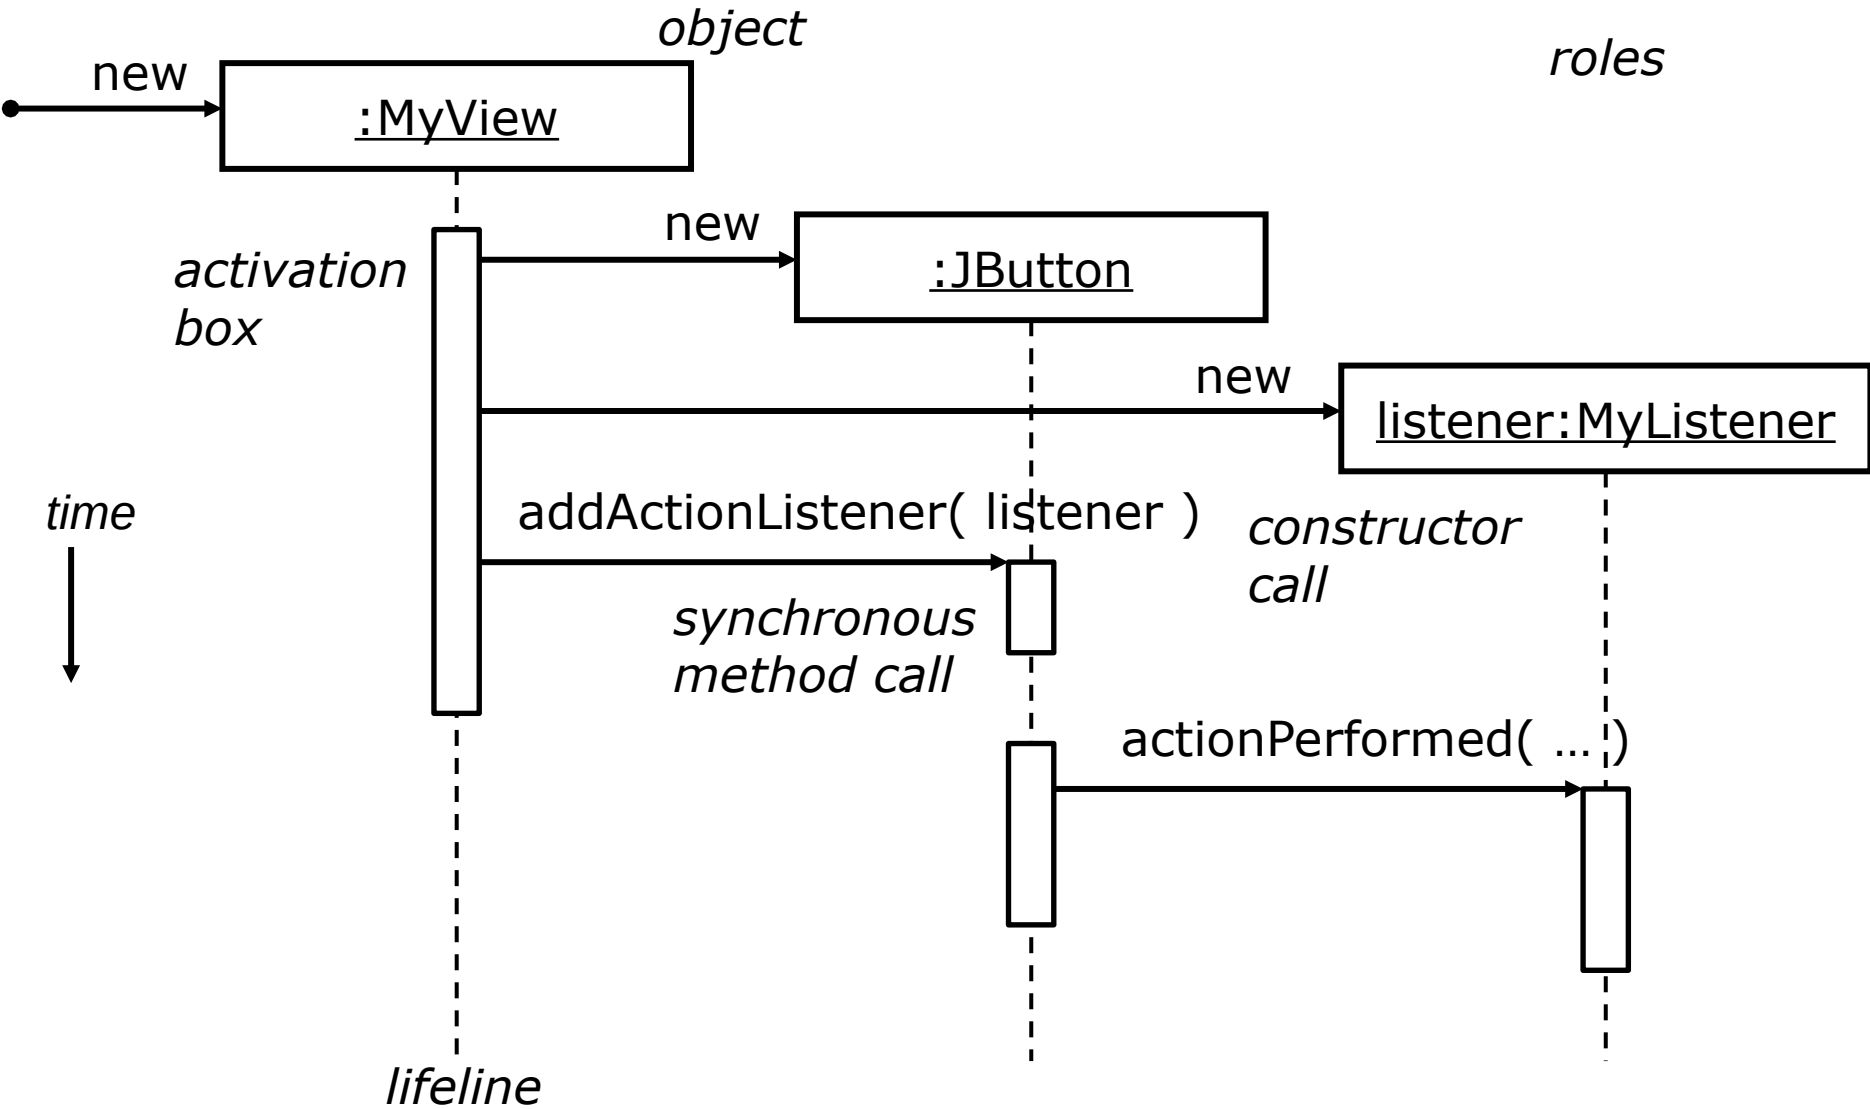 object
roles
new
:MyView
new
:JButton
activation
box
new
listener:MyListener
time
addActionListener( listener )
constructor
call
synchronous
method call
actionPerformed( ... )
lifeline